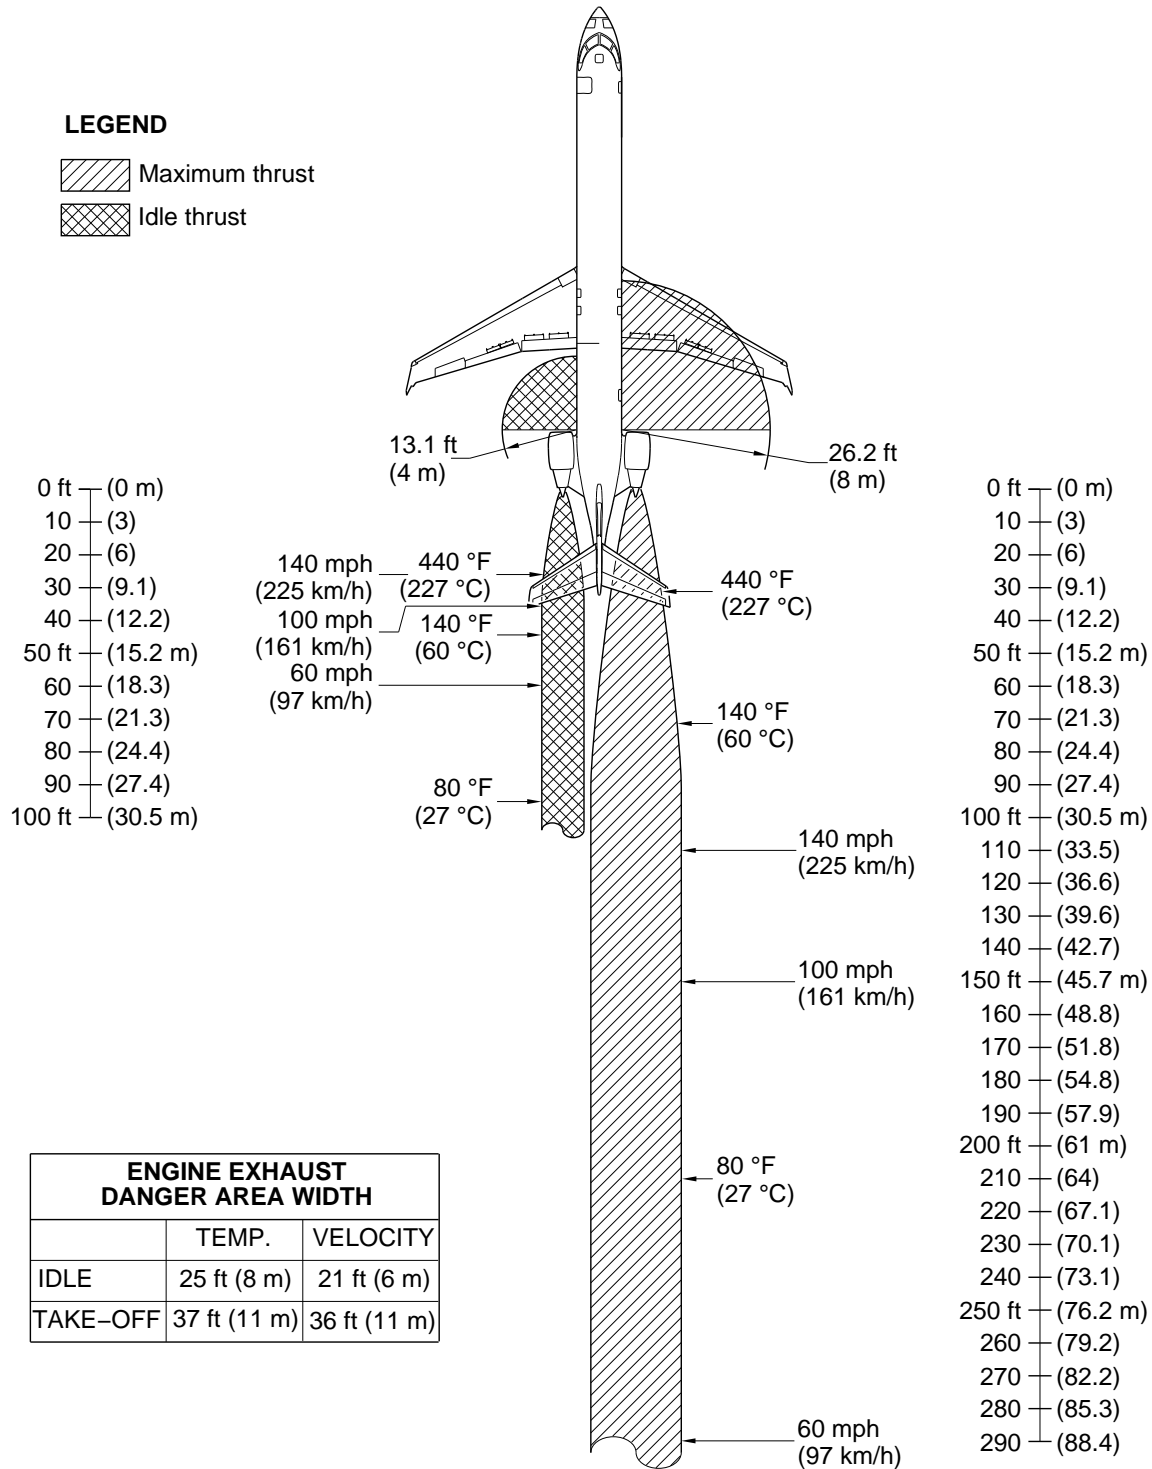 LEGEND
Maximum thrust
Idle thrust
13.1 ft
(4 m)
26.2 ft
(8 m)
0 ft (0 m)
10 (3)
20 (6)
30 (9.1)
40 (12.2)
50 ft (15.2 m)
60 (18.3)
70 (21.3)
80 (24.4)
90 (27.4)
100 ft (30.5 m)
140 mph
(225 km/h)
440 °F
(227 °C)
100 mph
(161 km/h)
140 °F
(60 °C)
60 mph
(97 km/h)
80 °F
(27 °C)
440 °F
(227 °C)
140 °F
(60 °C)
140 mph
(225 km/h)
100 mph
(161 km/h)
80 °F
(27 °C)
60 mph
(97 km/h)
0 ft (0 m)
10 (3)
20 (6)
30 (9.1)
40 (12.2)
50 ft (15.2 m)
60 (18.3)
70 (21.3)
80 (24.4)
90 (27.4)
100 ft (30.5 m)
110 (33.5)
120 (36.6)
130 (39.6)
140 (42.7)
150 ft (45.7 m)
160 (48.8)
170 (51.8)
180 (54.8)
190 (57.9)
200 ft (61 m)
210 (64)
220 (67.1)
230 (70.1)
240 (73.1)
250 ft (76.2 m)
260 (79.2)
270 (82.2)
280 (85.3)
290 (88.4)
ENGINE EXHAUST
DANGER AREA WIDTH
TEMP. VELOCITY
IDLE 25 ft (8 m) 21 ft (6 m)
TAKE–OFF 37 ft (11 m) 36 ft (11 m)